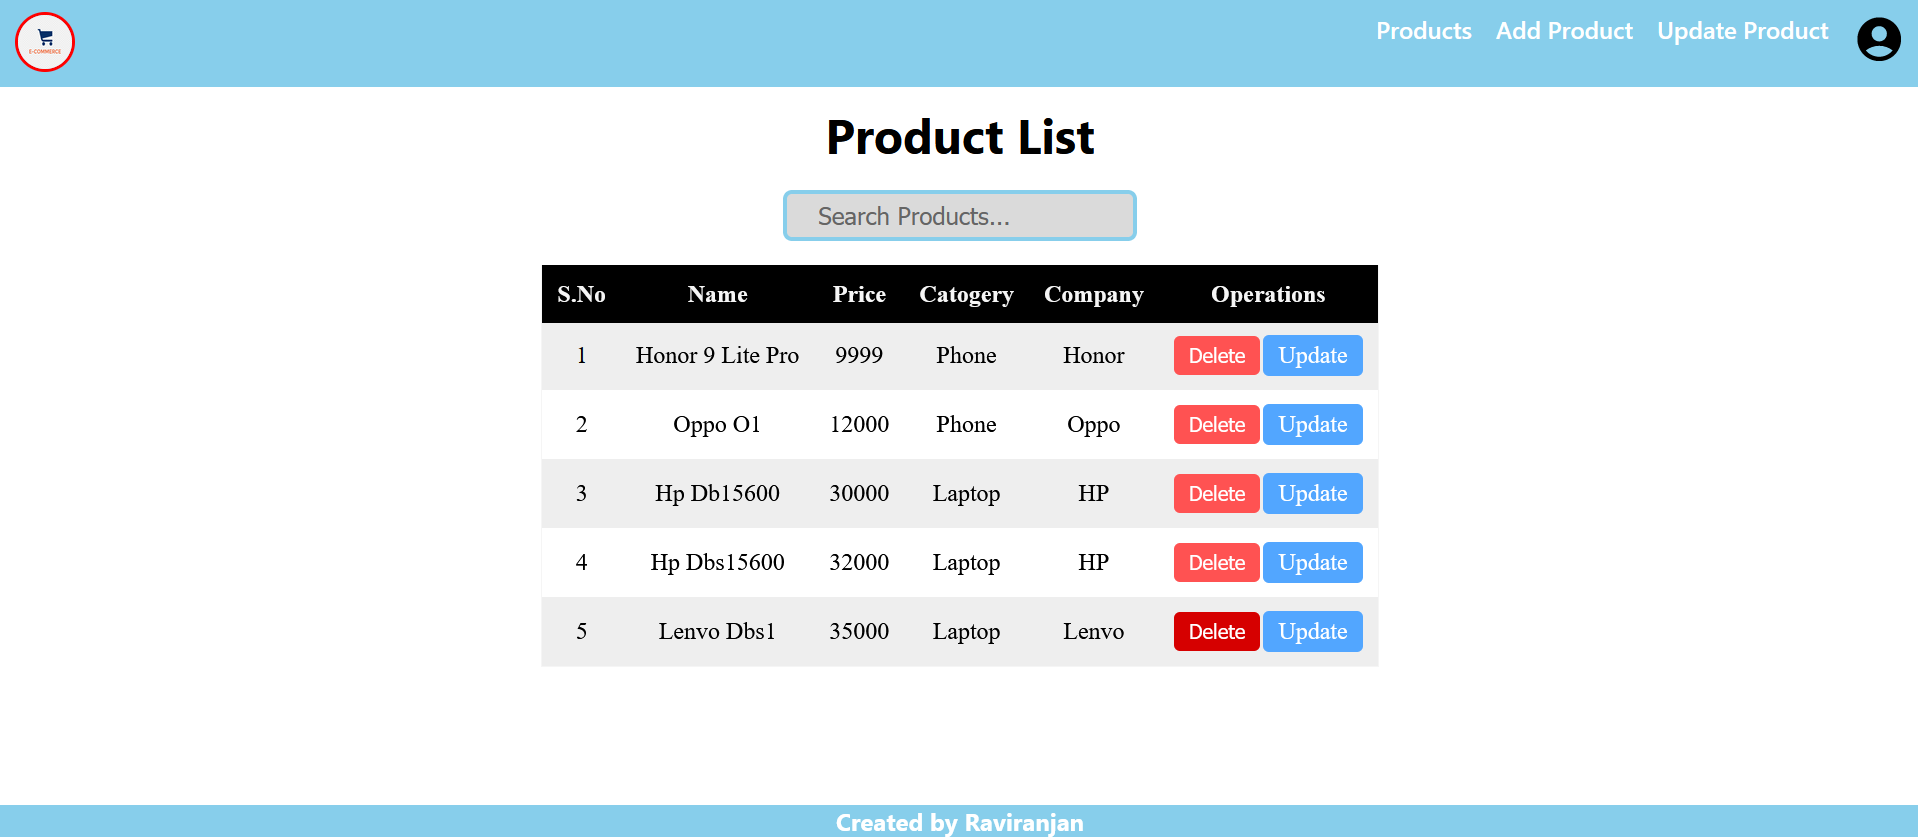 E-COMMERCE
Products Add Product Update Product
Product List
Search Products...
S.No Name Price Catogery Company Operations
1 Honor 9 Lite Pro 9999 Phone Honor Delete Update
2 Oppo O1 12000 Phone Oppo Delete Update
3 Hp Db15600 30000 Laptop HP Delete Update
4 Hp Dbs15600 32000 Laptop HP Delete Update
5 Lenvo Dbs1 35000 Laptop Lenvo Delete Update
Created by Raviranjan